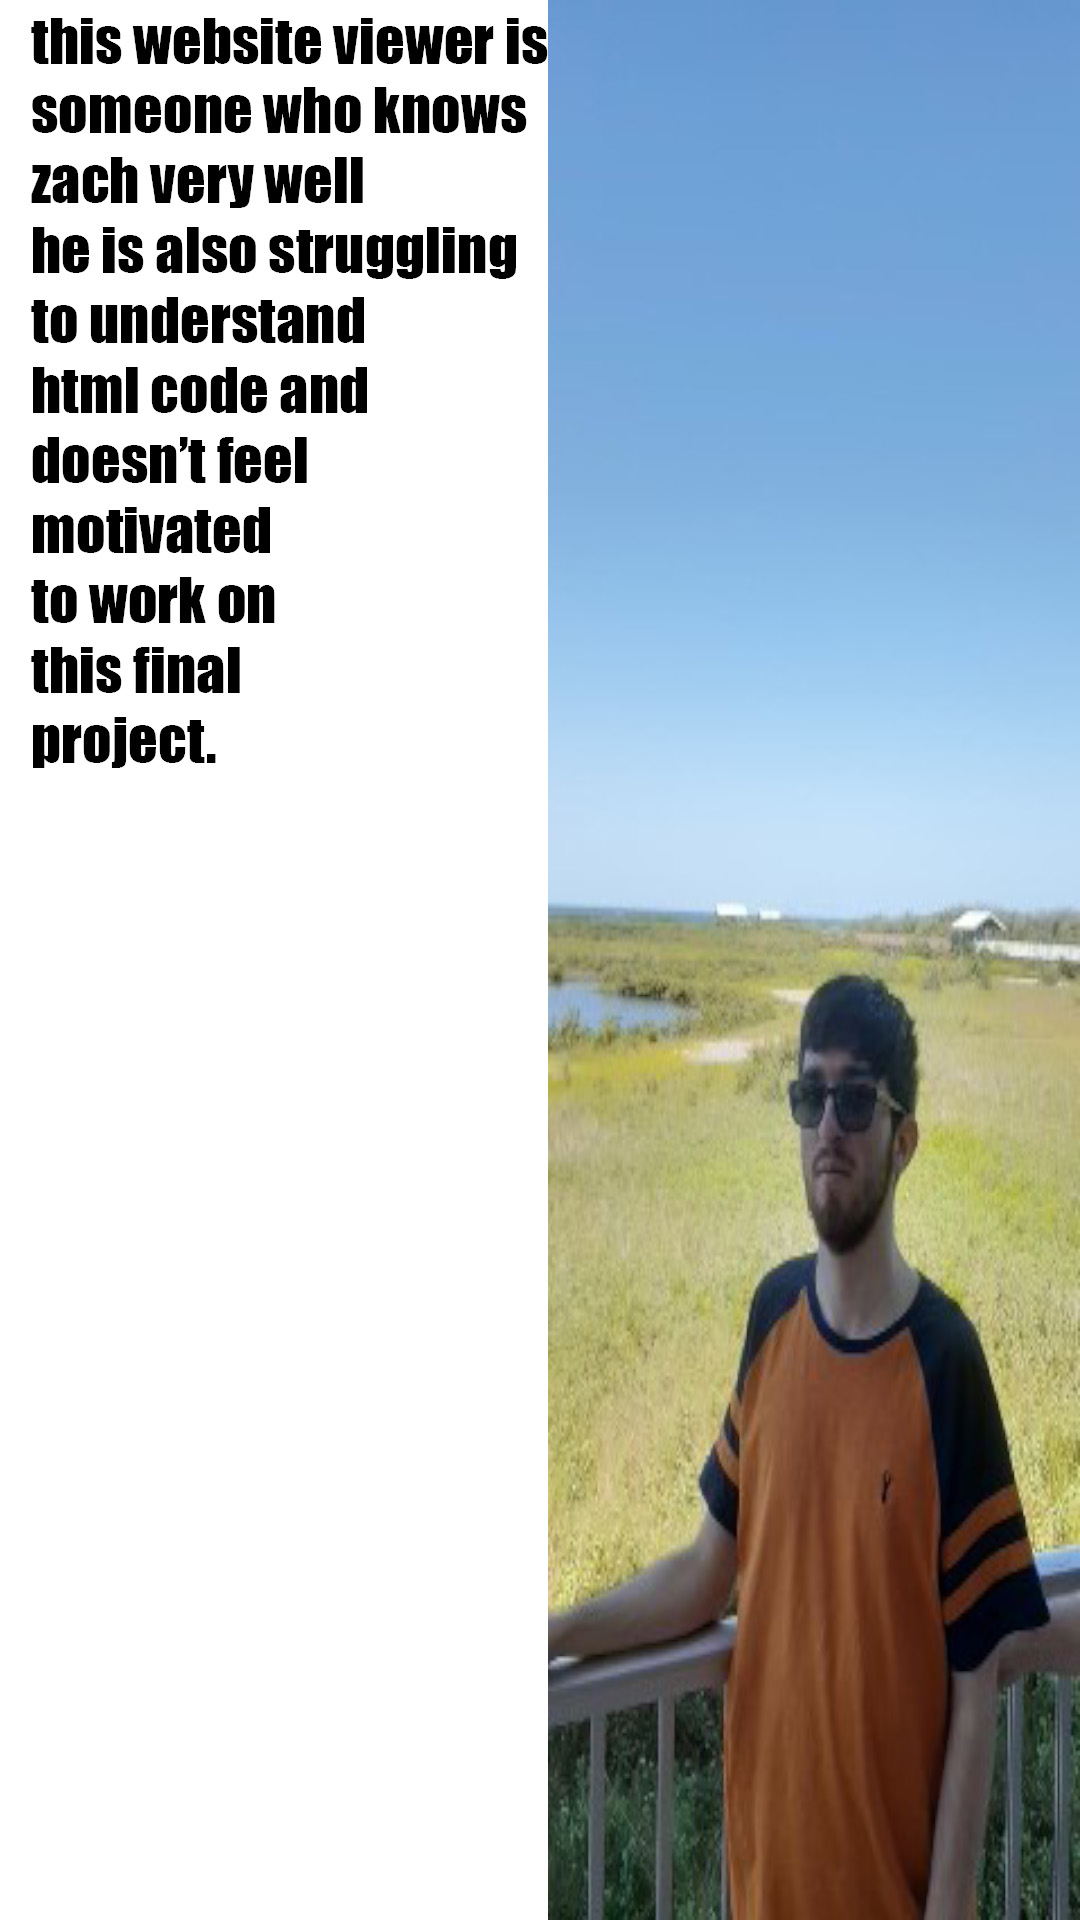 this website viewer is
someone who knows
zach very well
he is also struggling
to understand
html code and
doesn’t feel
motivated
to work on
this final
project.